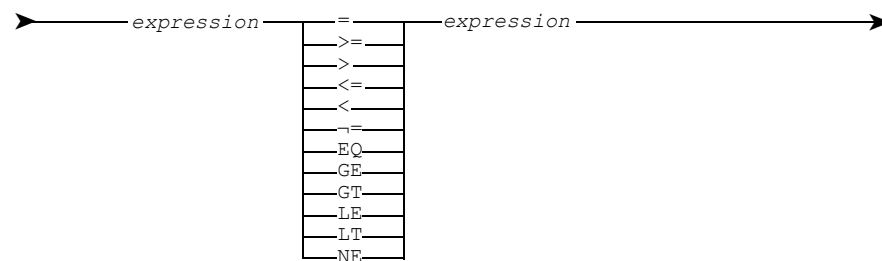 expression = expression
>=
>
<=
<
¬=
EQ
GE
GT
LE
LT
NE